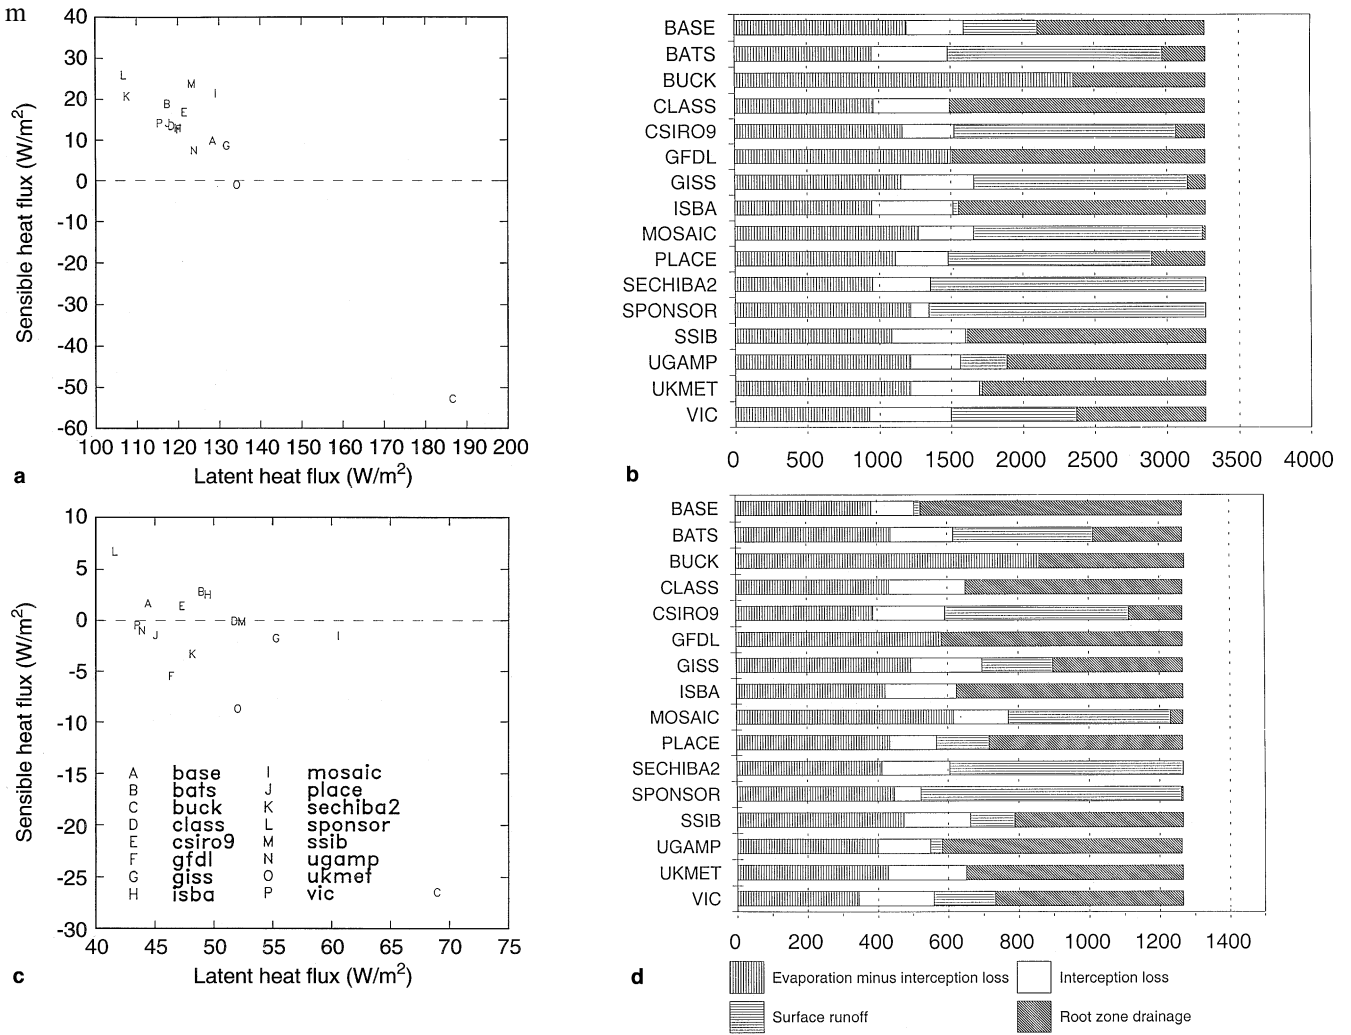 m
40
30
20
10
0
-10
-20
-30
-40
-50
-60
Sensible heat flux (W/m²)
L
K
M
I
B
E
P
J
D
H
A
G
N
O
C
100 110 120 130 140 150 160 170 180 190 200
Latent heat flux (W/m²)
a
BASE
BATS
BUCK
CLASS
CSIRO9
GFDL
GISS
ISBA
MOSAIC
PLACE
SECHIBA2
SPONSOR
SSIB
UGAMP
UKMET
VIC
0 500 1000 1500 2000 2500 3000 3500 4000
b
10
5
0
-5
-10
-15
-20
-25
-30
Sensible heat flux (W/m²)
L
A
B
H
E
P
N
J
D
M
G
I
K
F
O
C
A base I mosaic
B bats J place
C buck K sechiba2
D class L sponsor
E csiro9 M ssib
F gfdl N ugamp
G giss O ukmet
H isba P vic
40 45 50 55 60 65 70 75
Latent heat flux (W/m²)
c
BASE
BATS
BUCK
CLASS
CSIRO9
GFDL
GISS
ISBA
MOSAIC
PLACE
SECHIBA2
SPONSOR
SSIB
UGAMP
UKMET
VIC
0 200 400 600 800 1000 1200 1400
d
Evaporation minus interception loss
Interception loss
Surface runoff
Root zone drainage